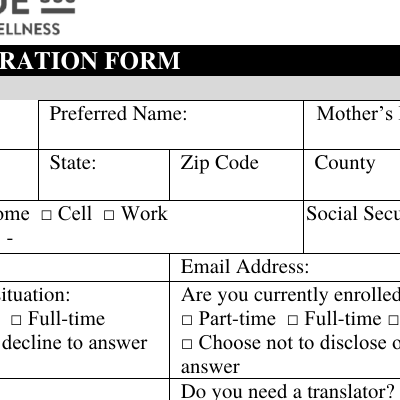 ELLNESS
RATION FORM
Preferred Name:
Mother's
State:
Zip Code
County
ome □ Cell □ Work
-
Social Secu
Email Address:
ituation:
□ Full-time
decline to answer
Are you currently enrolled
□ Part-time □ Full-time □
□ Choose not to disclose o
answer
Do you need a translator?